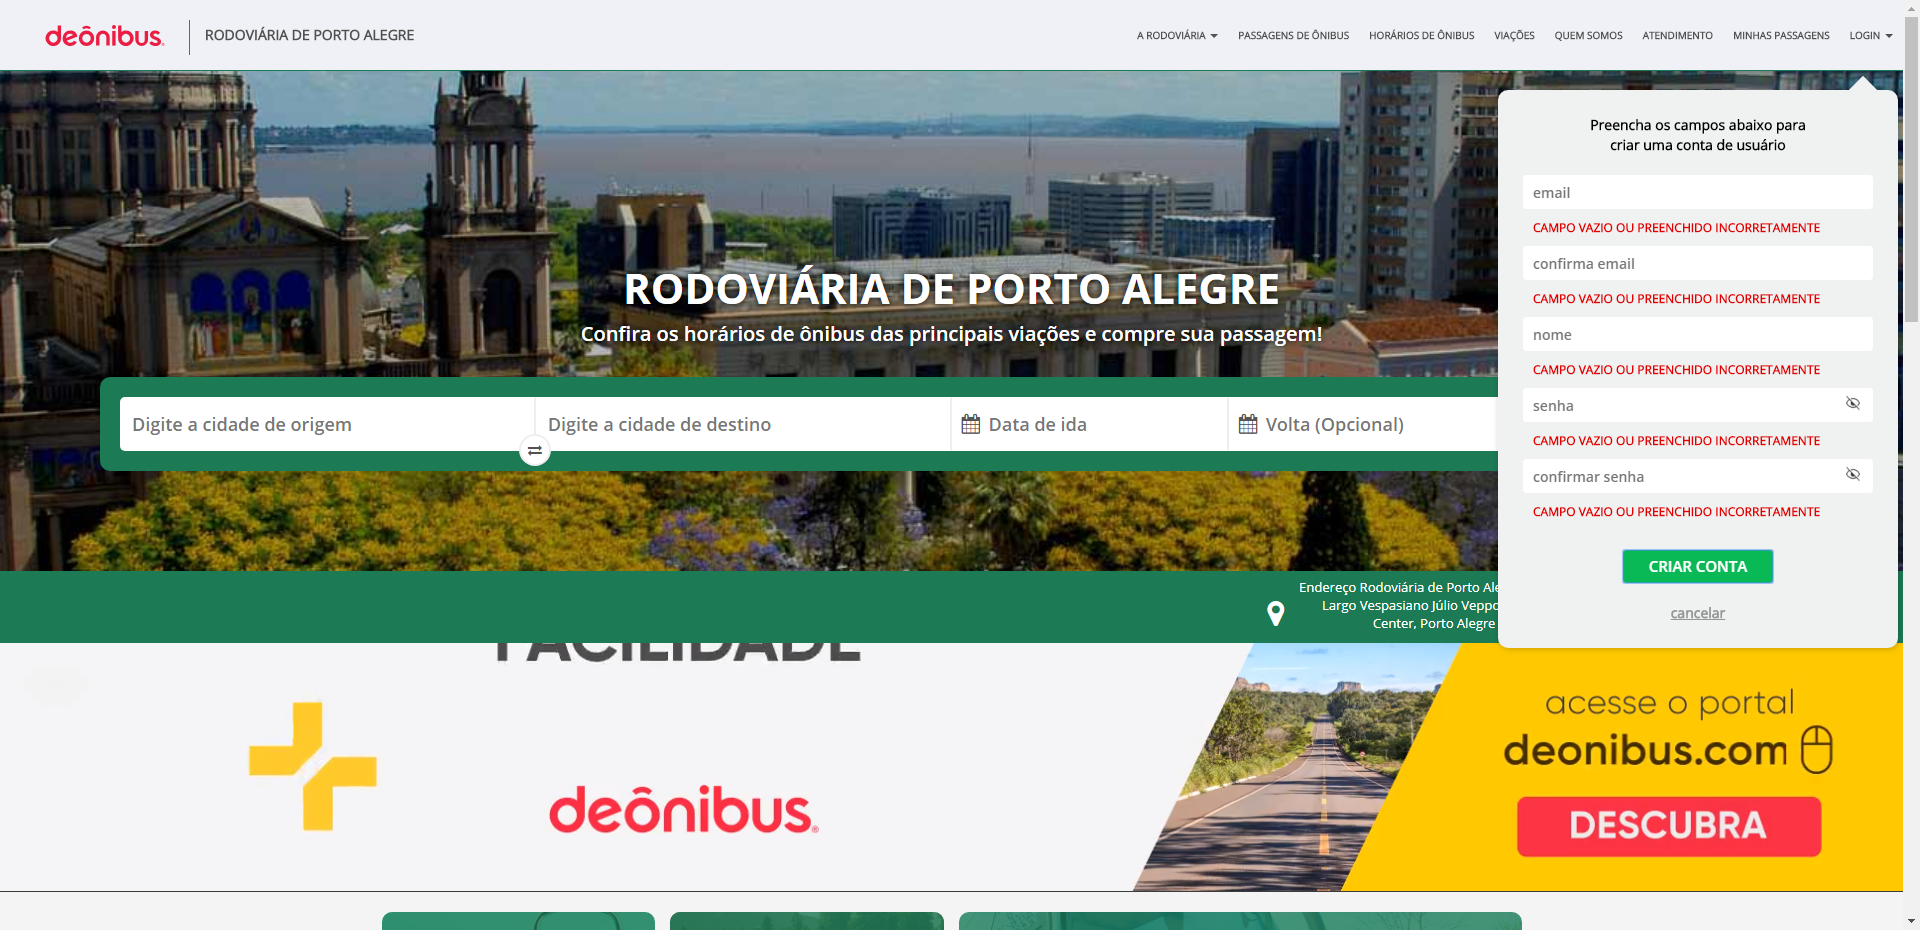 deônibus.
RODOVIÁRIA DE PORTO ALEGRE
A RODOVIÁRIA
PASSAGENS DE ÔNIBUS
HORÁRIOS DE ÔNIBUS
VIAÇÕES
QUEM SOMOS
ATENDIMENTO
MINHAS PASSAGENS
LOGIN
Preencha os campos abaixo para
criar uma conta de usuário
email
CAMPO VAZIO OU PREENCHIDO INCORRETAMENTE
confirma email
CAMPO VAZIO OU PREENCHIDO INCORRETAMENTE
nome
CAMPO VAZIO OU PREENCHIDO INCORRETAMENTE
senha
CAMPO VAZIO OU PREENCHIDO INCORRETAMENTE
confirmar senha
CAMPO VAZIO OU PREENCHIDO INCORRETAMENTE
CRIAR CONTA
cancelar
RODOVIÁRIA DE PORTO ALEGRE
Confira os horários de ônibus das principais viações e compre sua passagem!
Digite a cidade de origem
Digite a cidade de destino
Data de ida
Volta (Opcional)
Endereço Rodoviária de Porto Ale
Largo Vespasiano Júlio Veppo
Center, Porto Alegre
FACILIDADE
deônibus.
acesse o portal
deonibus.com
DESCUBRA